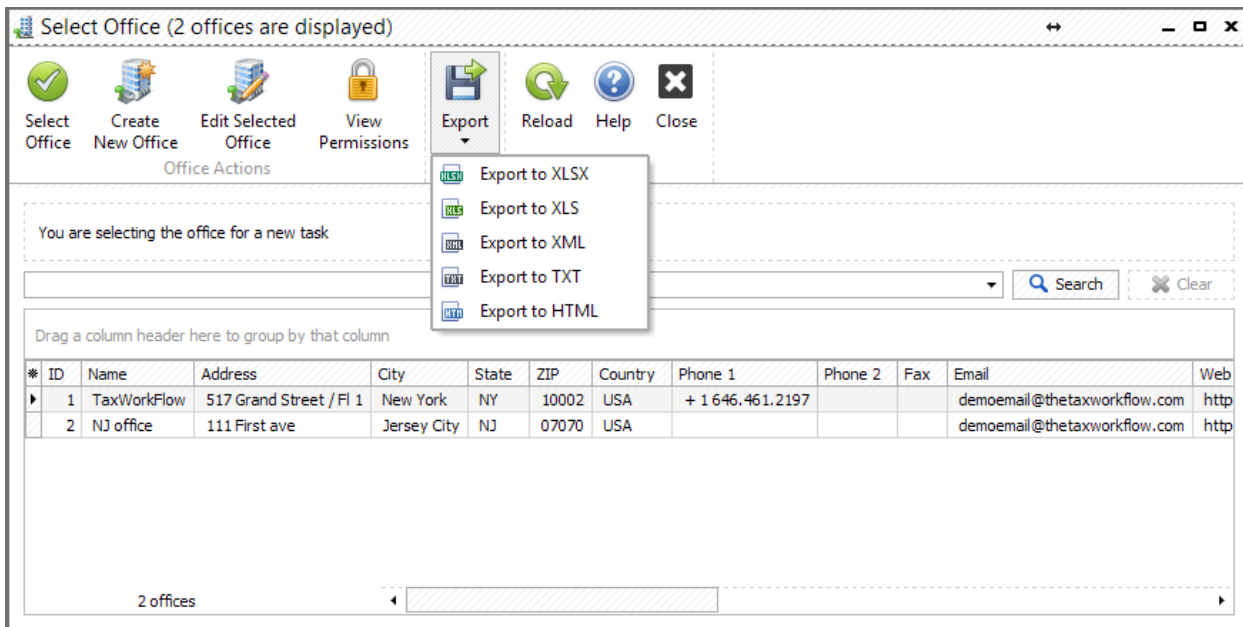 Select Office (2 offices are displayed)
Select Office
Create New Office
Edit Selected Office
View Permissions
Export
Reload
Help
Close
Office Actions
XLSX Export to XLSX
XLS Export to XLS
XML Export to XML
TXT Export to TXT
HTM Export to HTML
You are selecting the office for a new task
Search
Clear
Drag a column header here to group by that column
ID Name Address City State ZIP Country Phone 1 Phone 2 Fax Email Web
1 TaxWorkFlow 517 Grand Street / Fl 1 New York NY 10002 USA + 1 646.461.2197 demoemail@thetaxworkflow.com http
2 NJ office 111 First ave Jersey City NJ 07070 USA demoemail@thetaxworkflow.com http
2 offices